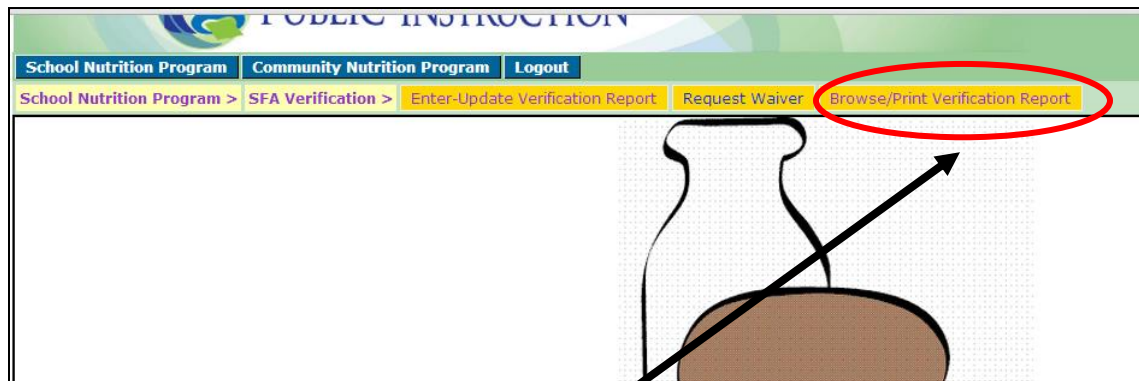 PUBLIC INSTRUCTION
School Nutrition Program Community Nutrition Program Logout
School Nutrition Program > SFA Verification > Enter-Update Verification Report Request Waiver Browse/Print Verification Report